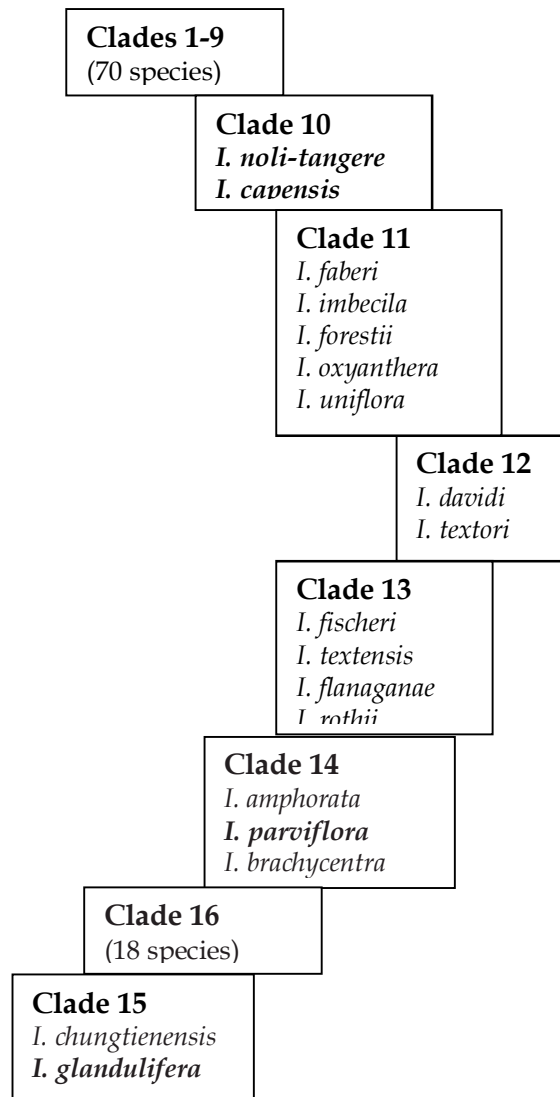 Clades 1-9
(70 species)
Clade 10
I. noli-tangere
I. capensis
Clade 11
I. faberi
I. imbecila
I. forestii
I. oxyanthera
I. uniflora
Clade 12
I. davidi
I. textori
Clade 13
I. fischeri
I. textensis
I. flanaganae
I. rothii
Clade 14
I. amphorata
I. parviflora
I. brachycentra
Clade 16
(18 species)
Clade 15
I. chungtienensis
I. glandulifera